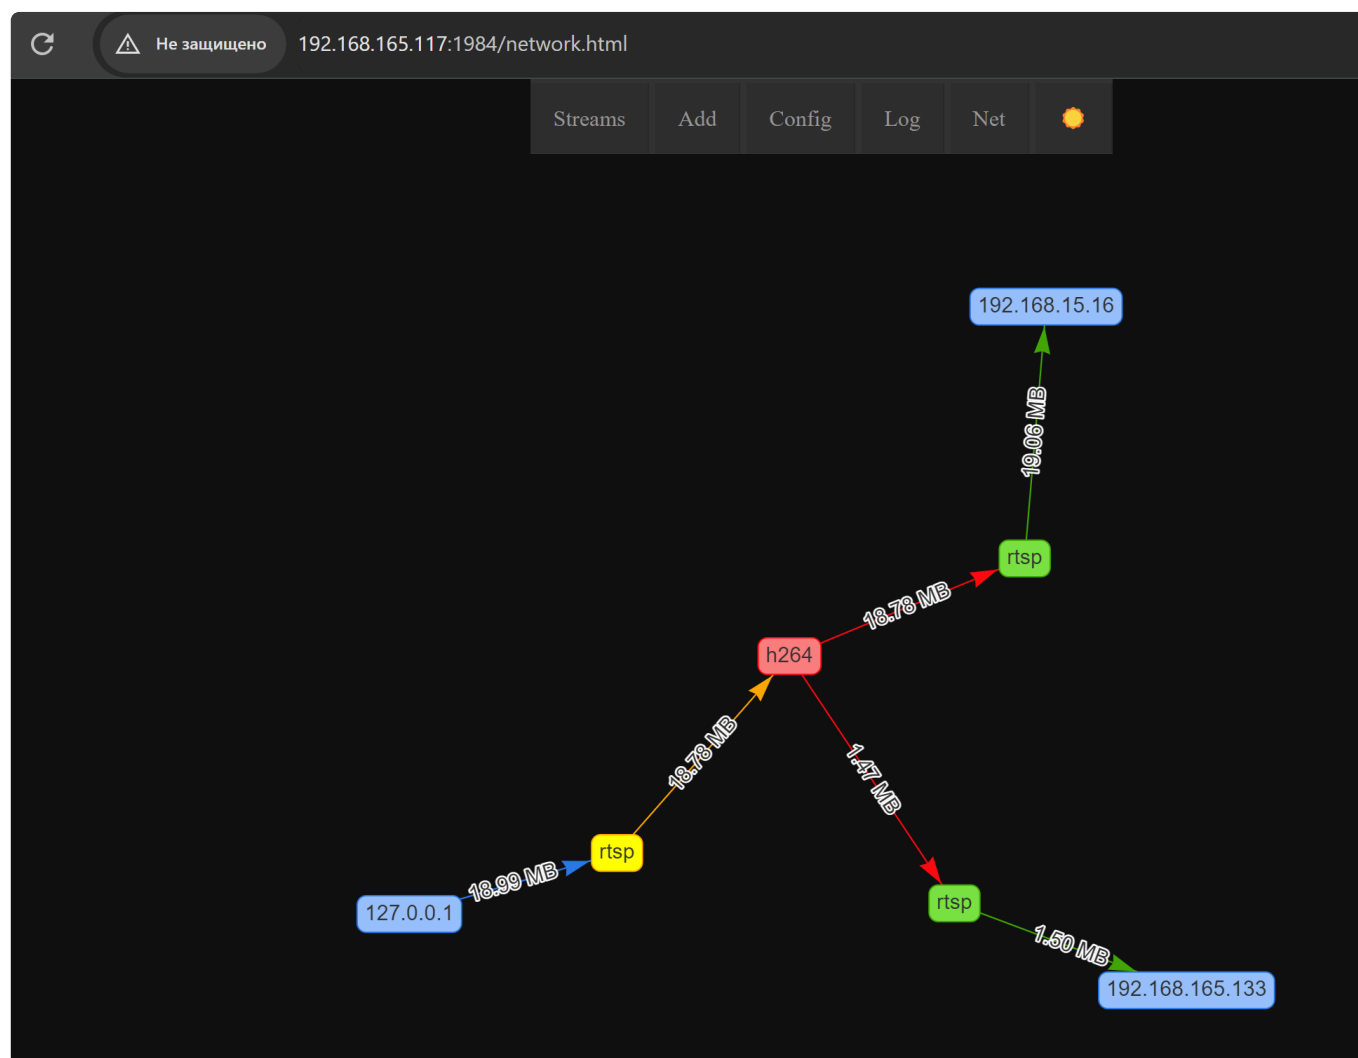 Не защищено 192.168.165.117:1984/network.html
Streams Add Config Log Net
192.168.15.16
19.06 MB
rtsp
18.78 MB
h264
18.78 MB
1.47 MB
rtsp
18.99 MB
127.0.0.1
rtsp
1.50 MB
192.168.165.133